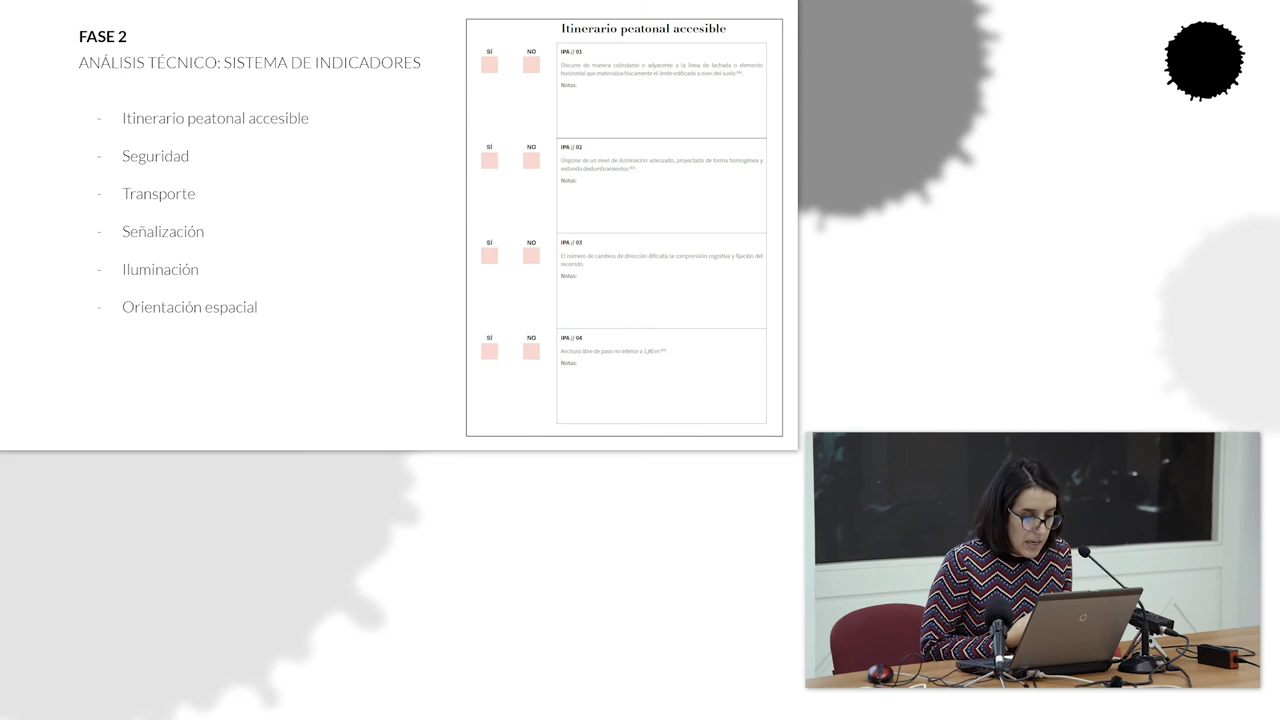 FASE 2
ANÁLISIS TÉCNICO: SISTEMA DE INDICADORES
- Itinerario peatonal accesible
- Seguridad
- Transporte
- Señalización
- Iluminación
- Orientación espacial
Itinerario peatonal accesible
SÍ NO IPA // 01
Discurre de manera colindante o adyacente a la línea de fachada o elemento
horizontal que materializa físicamente el límite edificado a nivel del suelo
Notas:
SÍ NO IPA // 02
Dispone de un nivel de iluminación adecuado, proyectado de forma homogénea y
evitando deslumbramientos
Notas:
SÍ NO IPA // 03
El número de cambios de dirección dificulta la comprensión cognitiva y fijación del
recorrido.
Notas:
SÍ NO IPA // 04
Anchura libre de paso no inferior a 1,80 m
Notas: